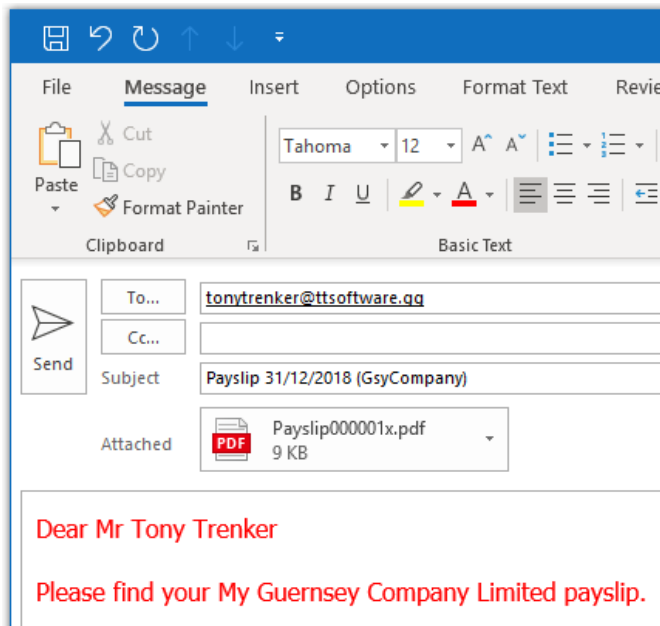 File Message Insert Options Format Text
Cut
Copy
Paste
Format Painter
Tahoma 12 A A
B I U A
Clipboard Basic Text
To... tonytrenker@ttsoftware.gg
Cc...
Send
Subject Payslip 31/12/2018 (GsyCompany)
Attached
PDF
Payslip000001x.pdf
9 KB
Dear Mr Tony Trenker
Please find your My Guernsey Company Limited payslip.